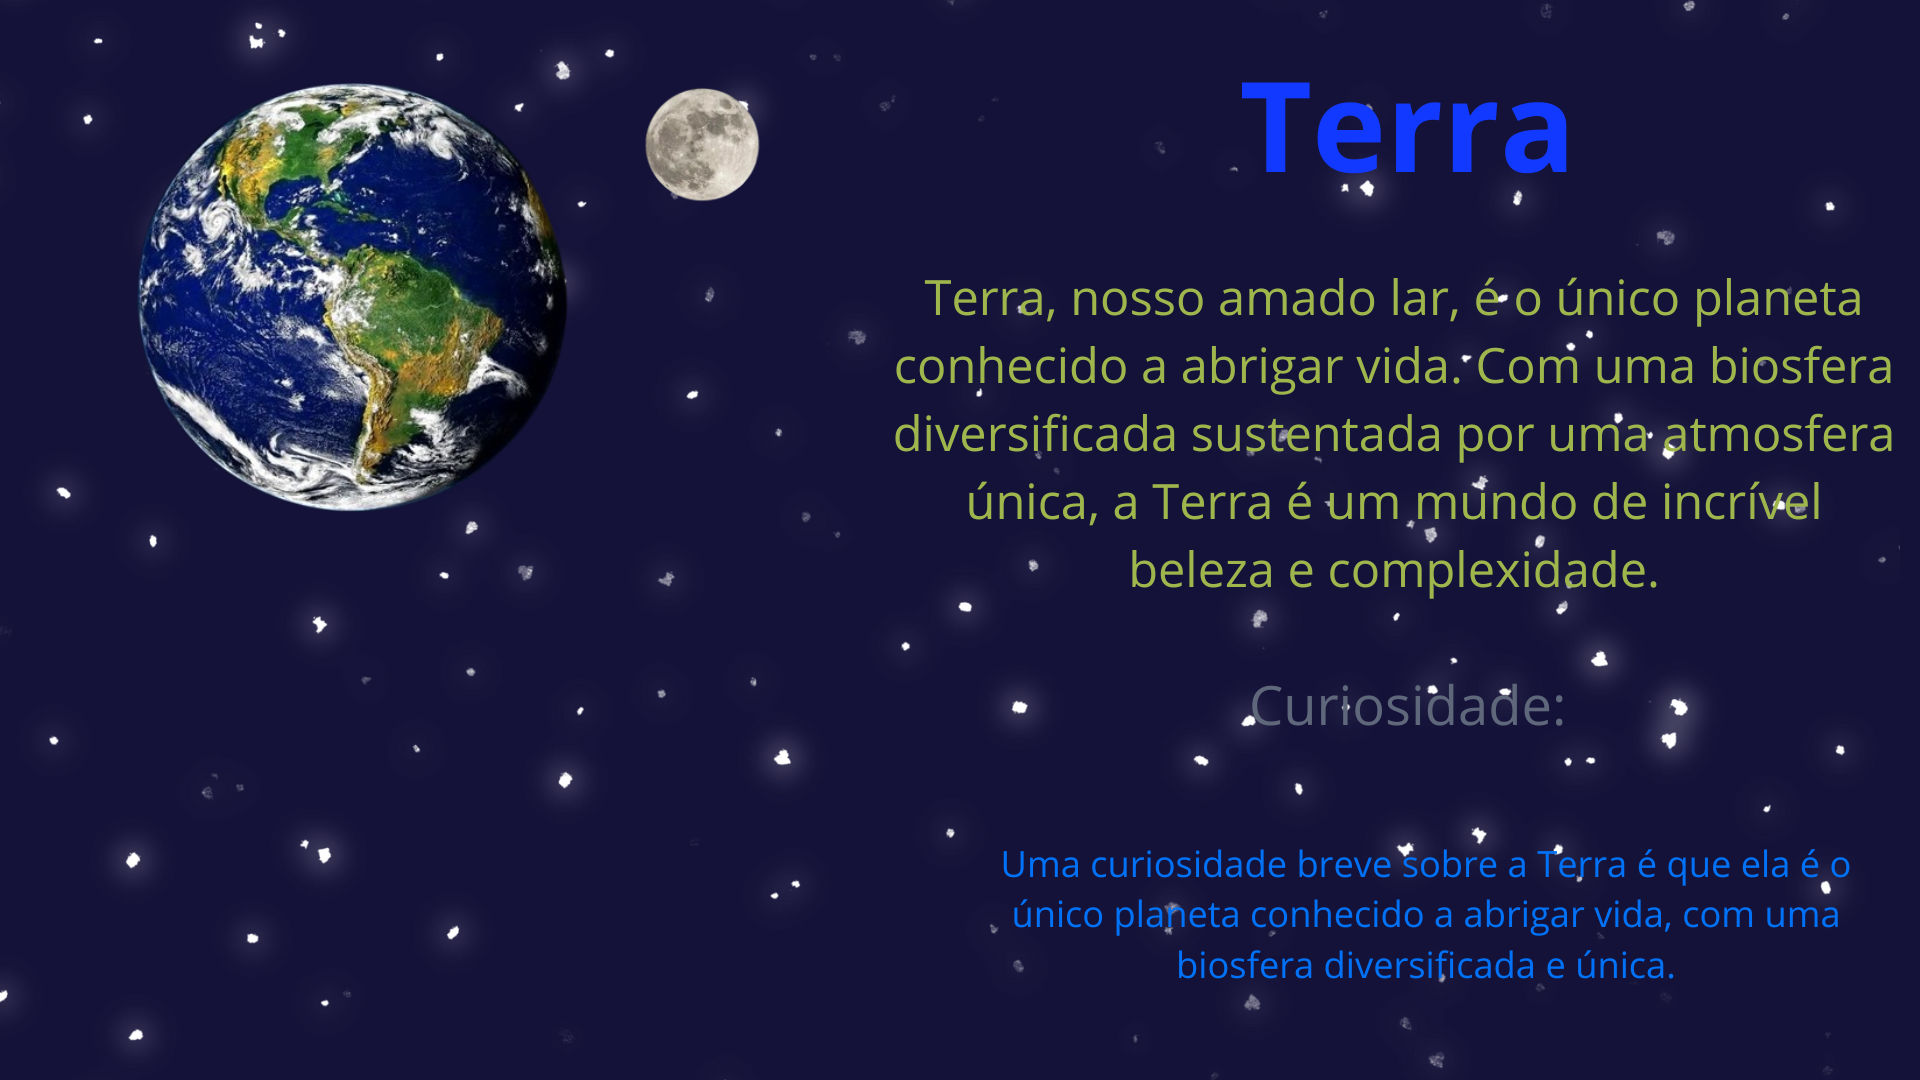 Terra
Terra, nosso amado lar, é o único planeta
conhecido a abrigar vida. Com uma biosfera
diversificada sustentada por uma atmosfera
única, a Terra é um mundo de incrível
beleza e complexidade.
Curiosidade:
Uma curiosidade breve sobre a Terra é que ela é o
único planeta conhecido a abrigar vida, com uma
biosfera diversificada e única.